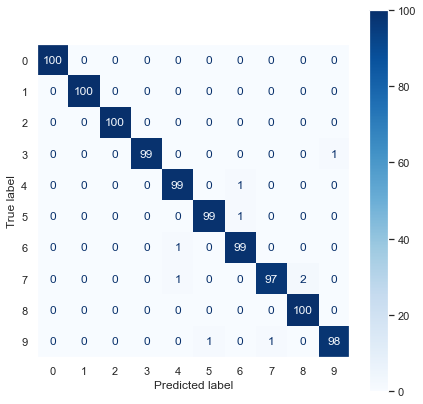 0 100 0 0 0 0 0 0 0 0 0
1 0 100 0 0 0 0 0 0 0 0
2 0 0 100 0 0 0 0 0 0 0
3 0 0 0 99 0 0 0 0 0 1
4 0 0 0 0 99 0 1 0 0 0
5 0 0 0 0 0 99 1 0 0 0
6 0 0 0 0 1 0 99 0 0 0
7 0 0 0 0 1 0 0 97 2 0
8 0 0 0 0 0 0 0 0 100 0
9 0 0 0 0 0 1 0 1 0 98
0 1 2 3 4 5 6 7 8 9
Predicted label
True label
100
80
60
40
20
0